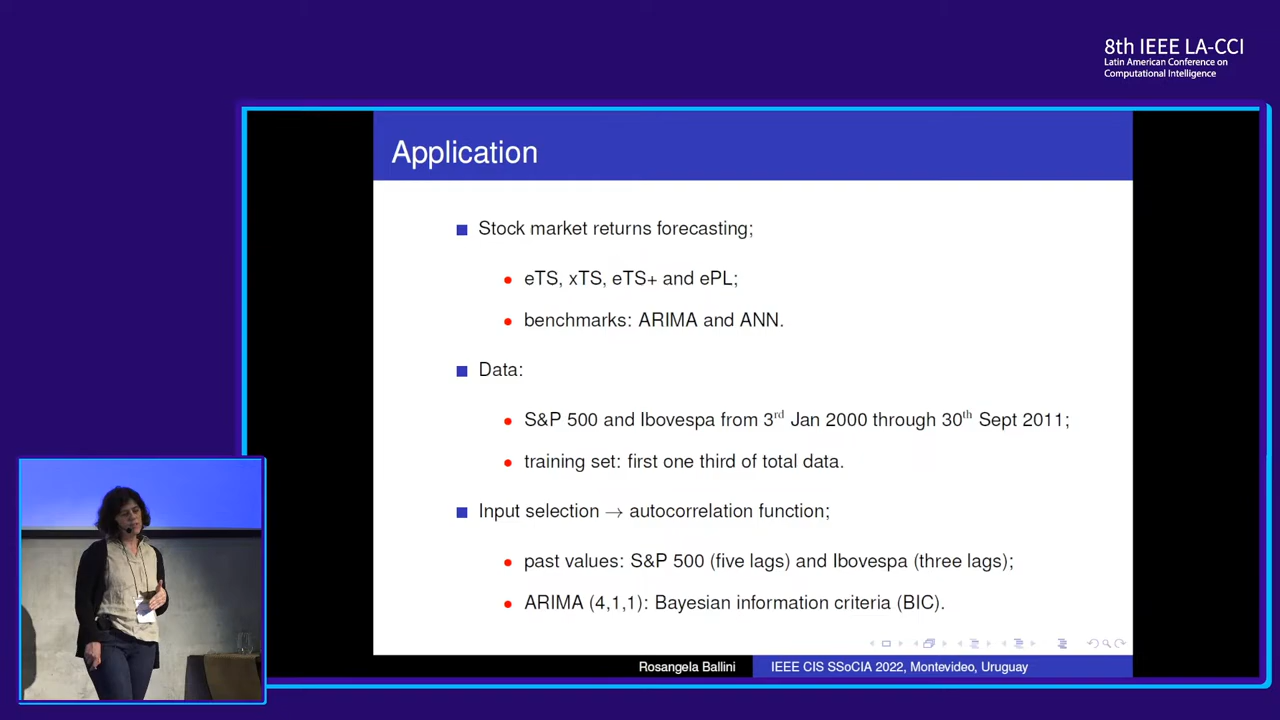 8th IEEE LA-CCI
Latin American Conference on
Computational Intelligence
Application
Stock market returns forecasting;
eTS, xTS, eTS+ and ePL;
benchmarks: ARIMA and ANN.
Data:
S&P 500 and Ibovespa from 3rd Jan 2000 through 30th Sept 2011;
training set: first one third of total data.
Input selection → autocorrelation function;
past values: S&P 500 (five lags) and Ibovespa (three lags);
ARIMA (4,1,1): Bayesian information criteria (BIC).
Rosangela Ballini IEEE CIS SSoCIA 2022, Montevideo, Uruguay